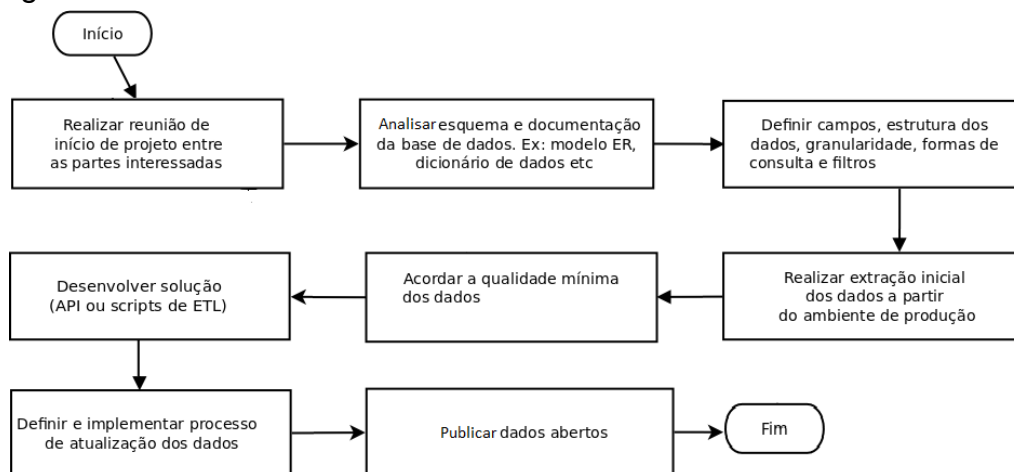 Início
Realizar reunião de
início de projeto entre
as partes interessadas
Analisar esquema e documentação
da base de dados. Ex: modelo ER,
dicionário de dados etc
Definir campos, estrutura dos
dados, granularidade, formas de
consulta e filtros
Realizar extração inicial
dos dados a partir
do ambiente de produção
Acordar a qualidade mínima
dos dados
Desenvolver solução
(API ou scripts de ETL)
Definir e implementar processo
de atualização dos dados
Publicar dados abertos
Fim